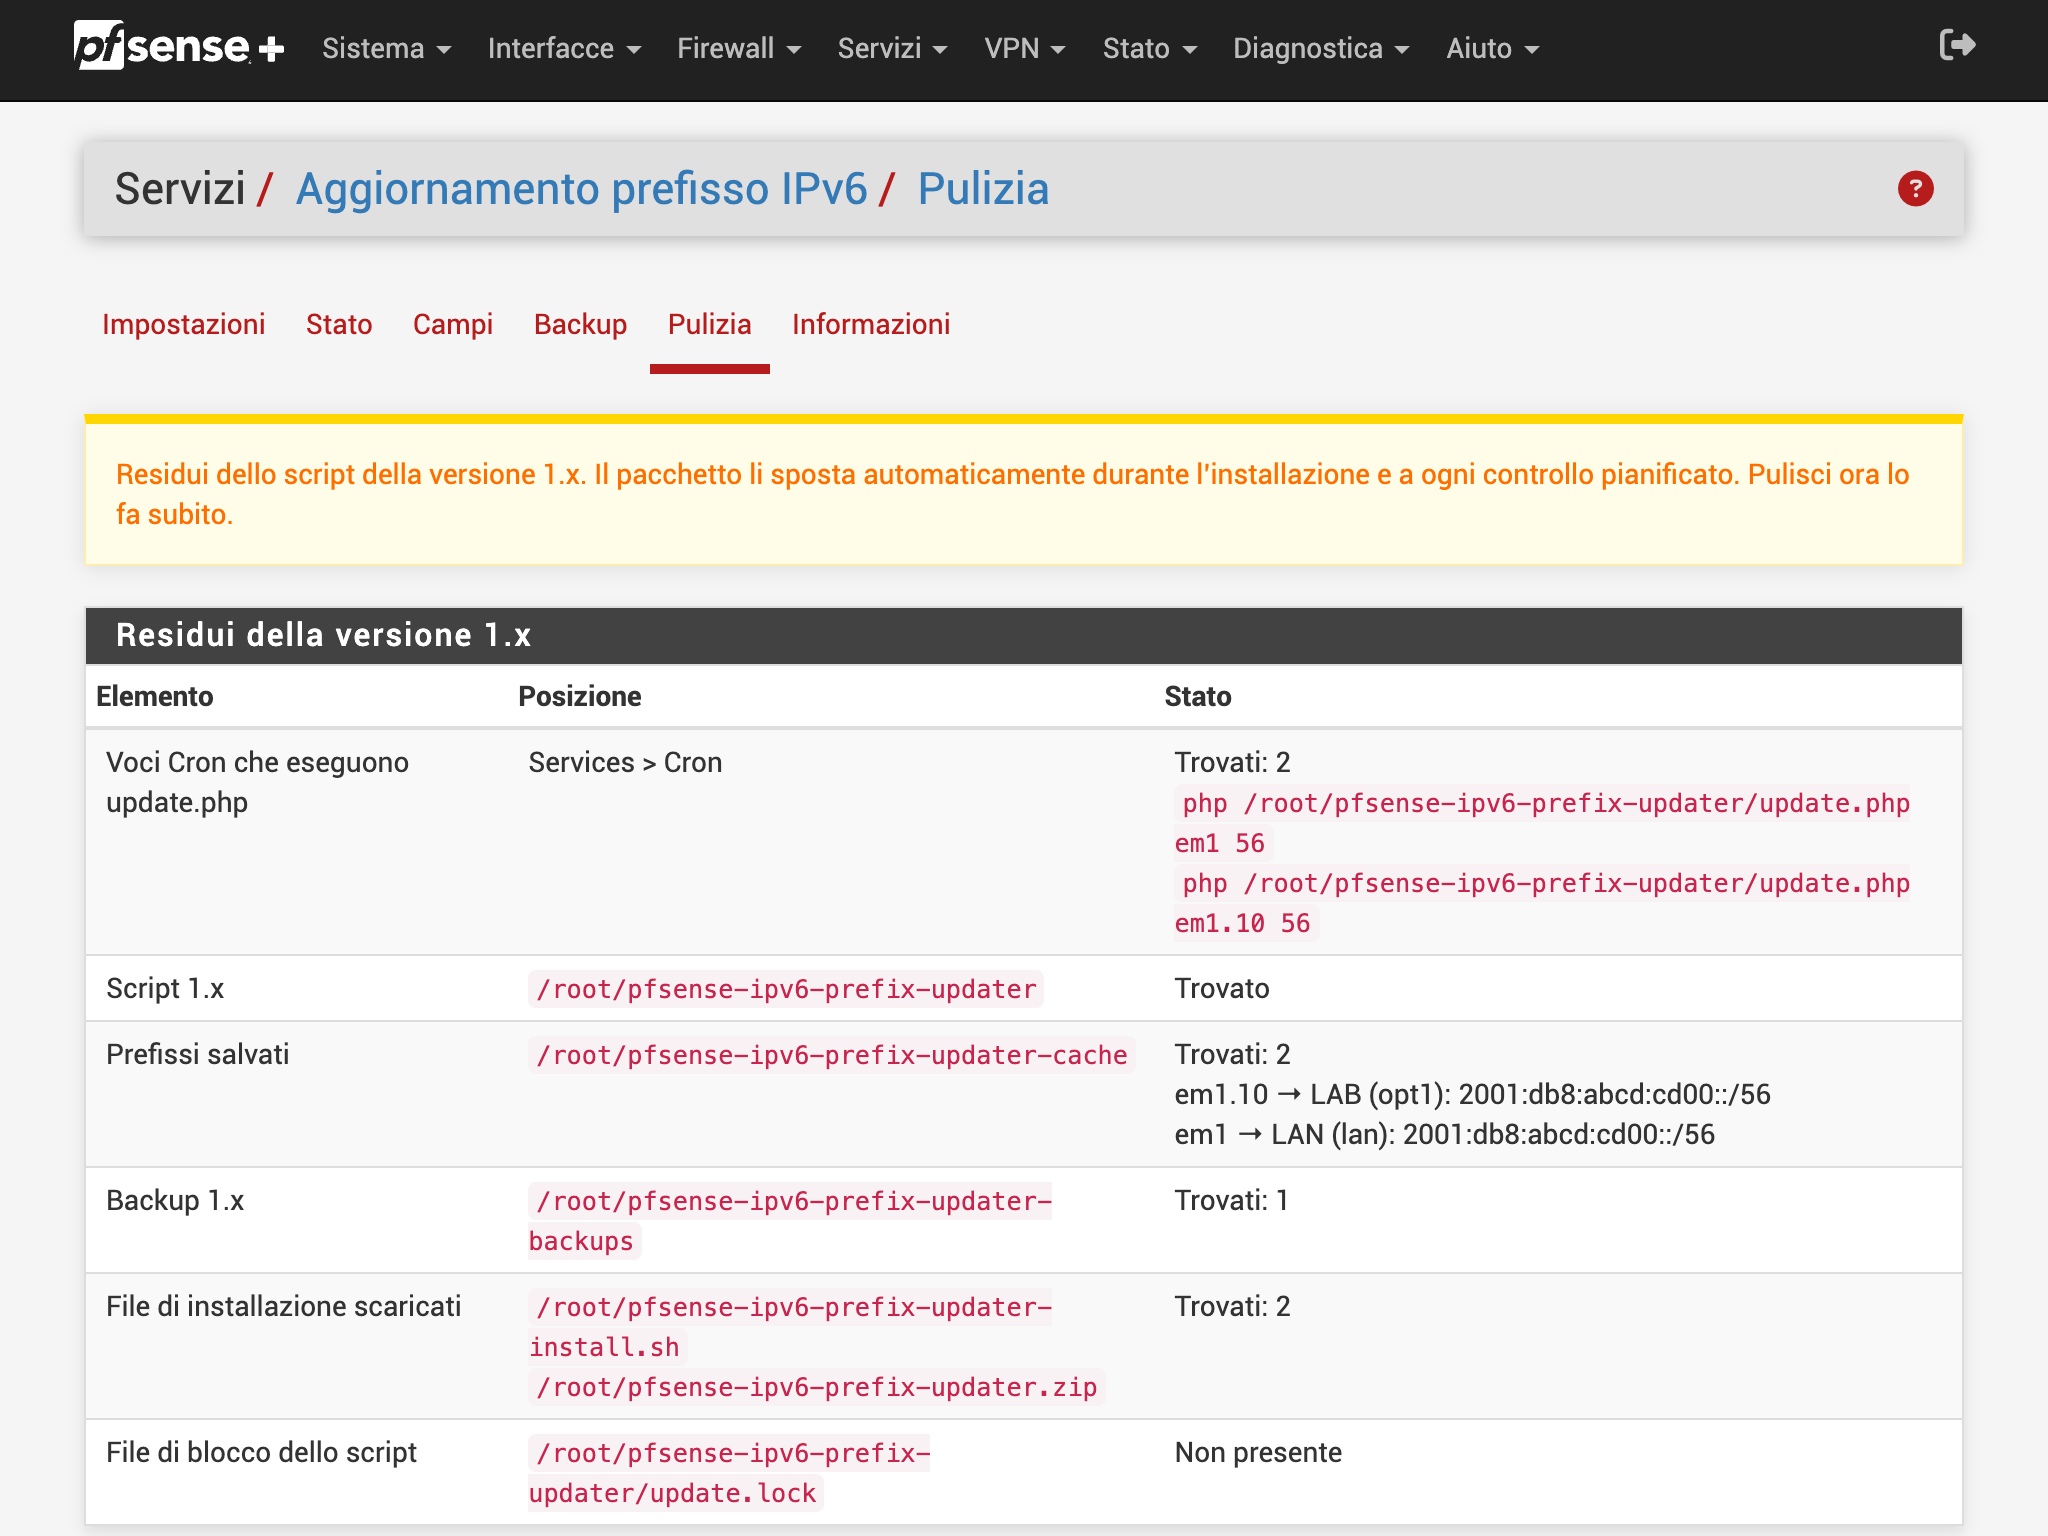 pfsense+ Sistema Interfacce Firewall Servizi VPN Stato Diagnostica Aiuto
Servizi / Aggiornamento prefisso IPv6 / Pulizia ?
Impostazioni Stato Campi Backup Pulizia Informazioni
Residui dello script della versione 1.x. Il pacchetto li sposta automaticamente durante l'installazione e a ogni controllo pianificato. Pulisci ora lo
fa subito.
Residui della versione 1.x
Elemento Posizione Stato
Voci Cron che eseguono
update.php
Services > Cron
Trovati: 2
php /root/pfsense-ipv6-prefix-updater/update.php
em1 56
php /root/pfsense-ipv6-prefix-updater/update.php
em1.10 56
Script 1.x /root/pfsense-ipv6-prefix-updater Trovato
Prefissi salvati /root/pfsense-ipv6-prefix-updater-cache Trovati: 2
em1.10 → LAB (opt1): 2001:db8:abcd:cd00::/56
em1 → LAN (lan): 2001:db8:abcd:cd00::/56
Backup 1.x /root/pfsense-ipv6-prefix-updater-
backups
Trovati: 1
File di installazione scaricati /root/pfsense-ipv6-prefix-updater-
install.sh
/root/pfsense-ipv6-prefix-updater.zip
Trovati: 2
File di blocco dello script /root/pfsense-ipv6-prefix-
updater/update.lock
Non presente